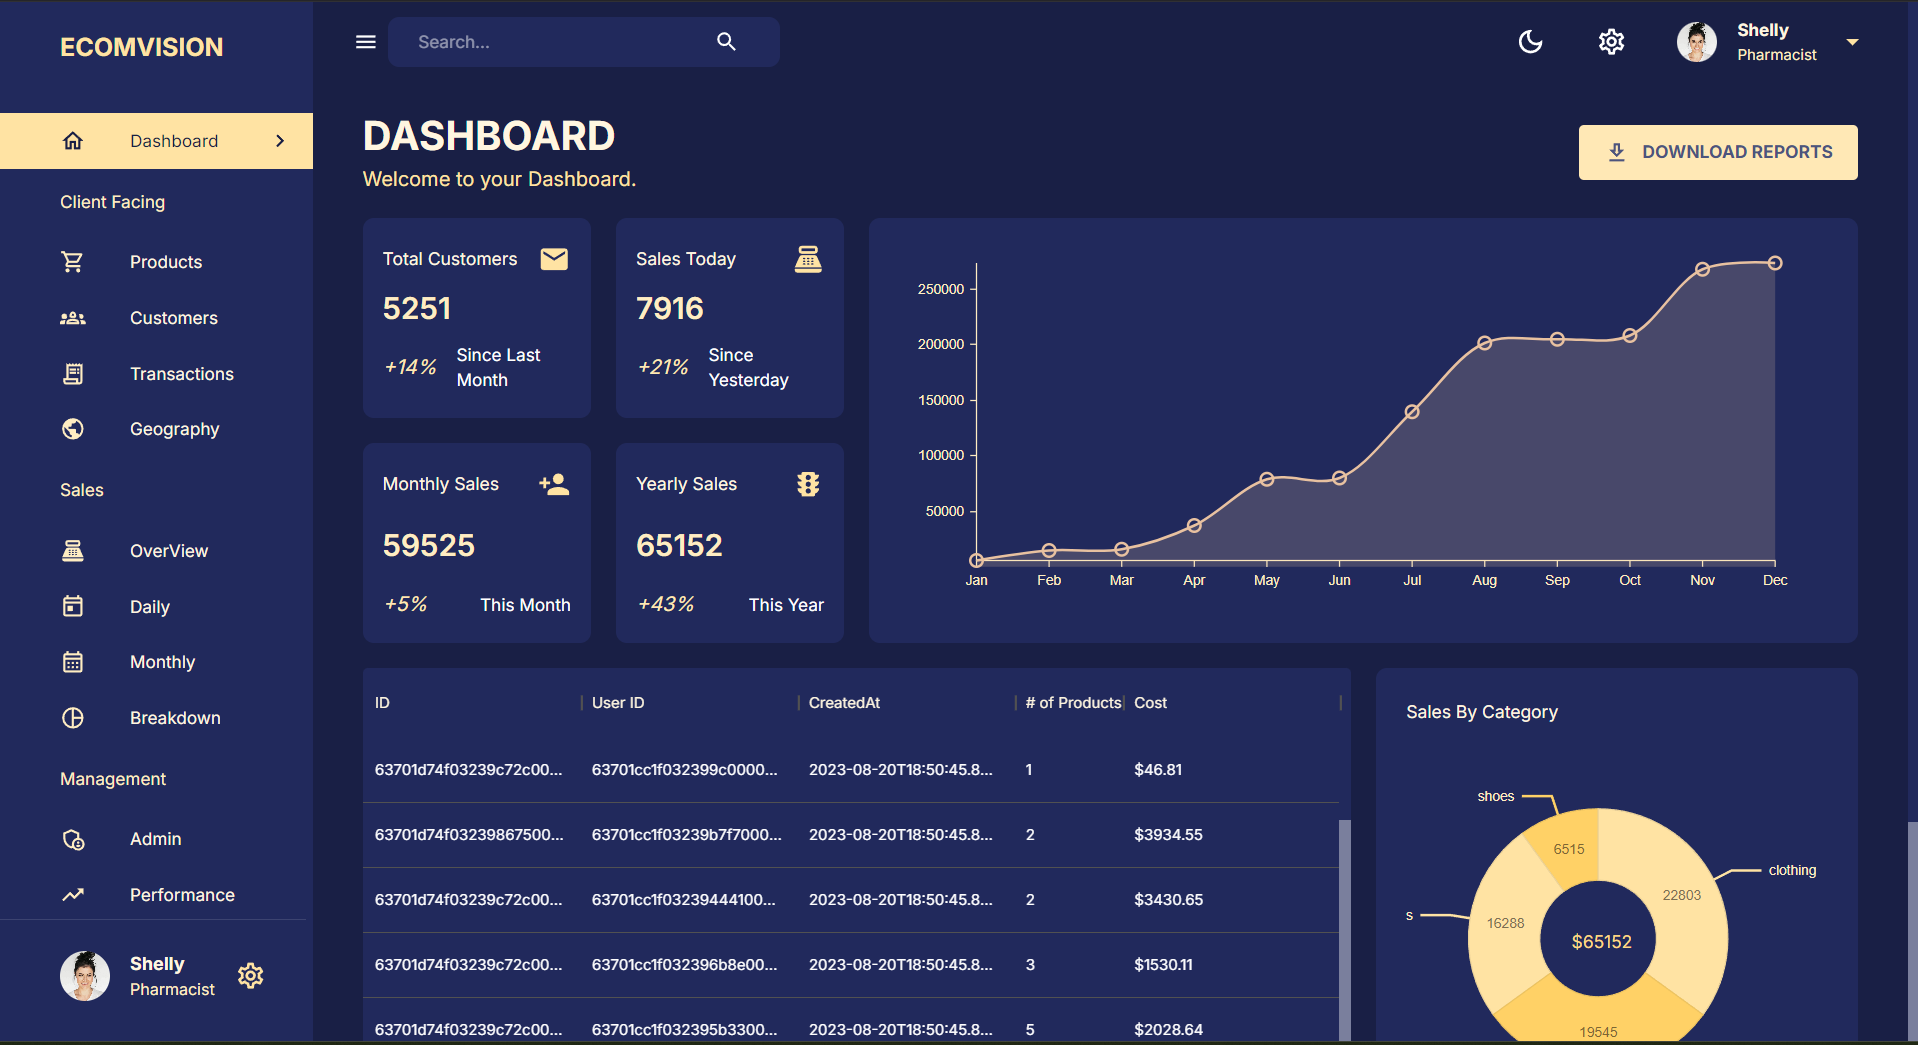 ECOMVISION
Search...
Shelly
Pharmacist
Dashboard
Client Facing
Products
Customers
Transactions
Geography
Sales
OverView
Daily
Monthly
Breakdown
Management
Admin
Performance
Shelly
Pharmacist
DASHBOARD
Welcome to your Dashboard.
DOWNLOAD REPORTS
Total Customers
5251
+14% Since Last
Month
Sales Today
7916
+21% Since
Yesterday
Monthly Sales
59525
+5% This Month
Yearly Sales
65152
+43% This Year
250000
200000
150000
100000
50000
Jan Feb Mar Apr May Jun Jul Aug Sep Oct Nov Dec
ID User ID CreatedAt # of Products Cost
63701d74f03239c72c00... 63701cc1f032399c0000... 2023-08-20T18:50:45.8... 1 $46.81
63701d74f03239867500... 63701cc1f03239b7f7000... 2023-08-20T18:50:45.8... 2 $3934.55
63701d74f03239c72c00... 63701cc1f03239444100... 2023-08-20T18:50:45.8... 2 $3430.65
63701d74f03239c72c00... 63701cc1f032396b8e00... 2023-08-20T18:50:45.8... 3 $1530.11
63701d74f03239c72c00... 63701cc1f032395b3300... 2023-08-20T18:50:45.8... 5 $2028.64
Sales By Category
shoes
6515
clothing
22803
s
16288
$65152
19545